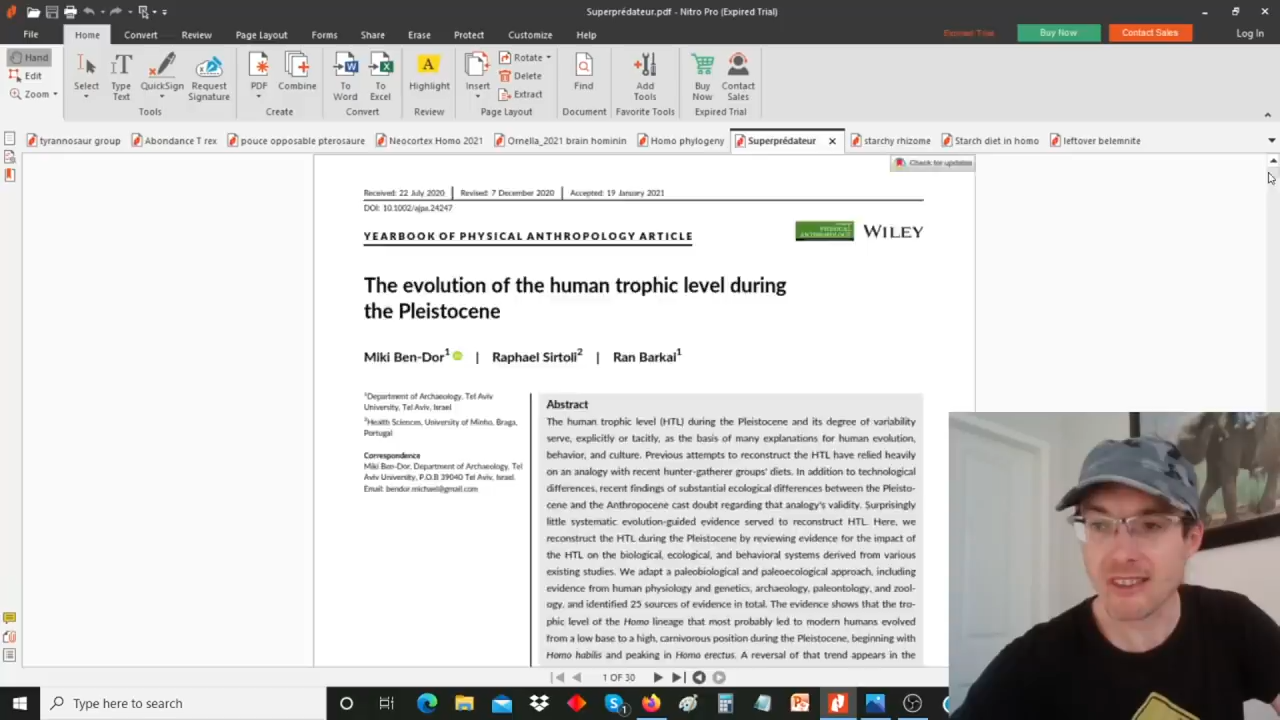 Superprédateur.pdf - Nitro Pro (Expired Trial)
File Home Convert Review Page Layout Forms Share Erase Protect Customize Help Expired Trial Buy Now Contact Sales Log In
Hand
Edit
Zoom
Select
Type Text
QuickSign
Request Signature
Tools
PDF
Combine
Create
To Word
To Excel
Convert
Highlight
Review
Insert
Rotate
Delete
Extract
Page Layout
Find
Document
Add Tools
Favorite Tools
Buy Now
Contact Sales
Expired Trial
tyrannosaur group Abondance T rex pouce opposable pterosaure Neocortex Homo 2021 Ornella_2021 brain hominin Homo phylogeny Superprédateur starchy rhizome Starch diet in homo leftover belemnite
Check for updates
Received: 22 July 2020 Revised: 7 December 2020 Accepted: 19 January 2021
DOI: 10.1002/ajpa.24247
YEARBOOK OF PHYSICAL ANTHROPOLOGY ARTICLE
WILEY
The evolution of the human trophic level during
the Pleistocene
Miki Ben-Dor1 | Raphael Sirtoli2 | Ran Barkai1
1Department of Archaeology, Tel Aviv
University, Tel Aviv, Israel
2Health Sciences, University of Minho, Braga,
Portugal
Correspondence
Miki Ben-Dor, Department of Archaeology, Tel
Aviv University, P.O.B 39040 Tel Aviv, Israel.
Email: bendor.michael@gmail.com
Abstract
The human trophic level (HTL) during the Pleistocene and its degree of variability
serve, explicitly or tacitly, as the basis of many explanations for human evolution,
behavior, and culture. Previous attempts to reconstruct the HTL have relied heavily
on an analogy with recent hunter-gatherer groups' diets. In addition to technological
differences, recent findings of substantial ecological differences between the Pleisto-
cene and the Anthropocene cast doubt regarding that analogy's validity. Surprisingly
little systematic evolution-guided evidence served to reconstruct HTL. Here, we
reconstruct the HTL during the Pleistocene by reviewing evidence for the impact of
the HTL on the biological, ecological, and behavioral systems derived from various
existing studies. We adapt a paleobiological and paleoecological approach, including
evidence from human physiology and genetics, archaeology, paleontology, and zool-
ogy, and identified 25 sources of evidence in total. The evidence shows that the tro-
phic level of the Homo lineage that most probably led to modern humans evolved
from a low base to a high, carnivorous position during the Pleistocene, beginning with
Homo habilis and peaking in Homo erectus. A reversal of that trend appears in the
1 OF 30
Type here to search